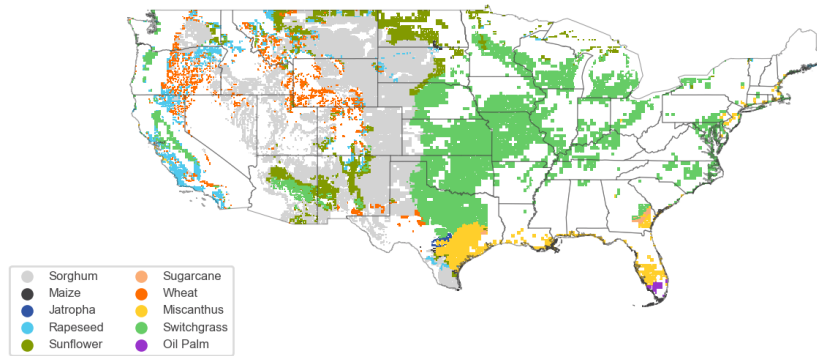 Sorghum
Maize
Jatropha
Rapeseed
Sunflower
Sugarcane
Wheat
Miscanthus
Switchgrass
Oil Palm